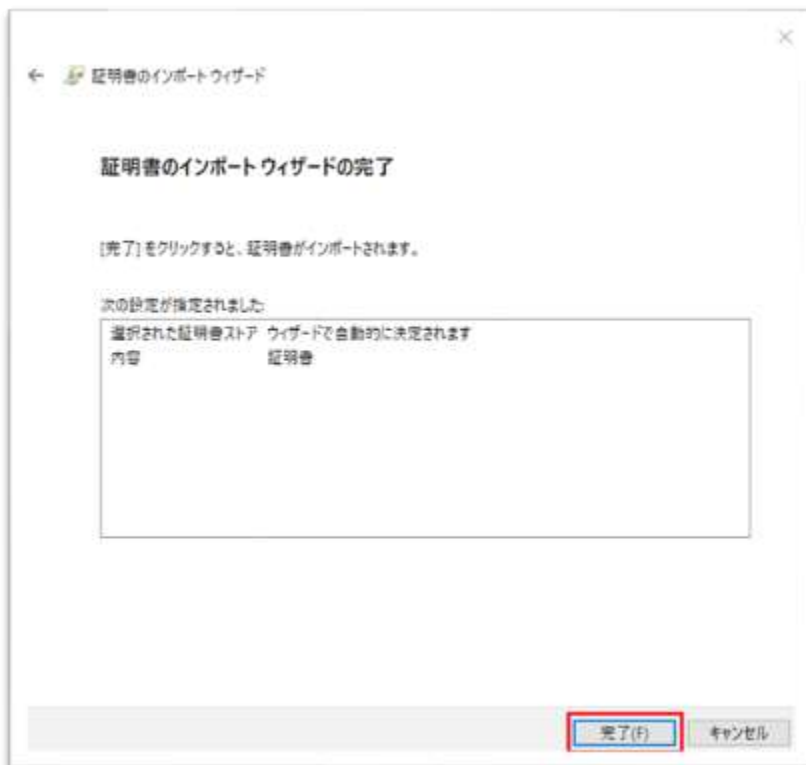 証明書のインポート ウィザード
証明書のインポート ウィザードの完了
[完了] をクリックすると、証明書がインポートされます。
次の設定が指定されました:
選択された証明書ストア ウィザードで自動的に決定されます
内容 証明書
完了(F) キャンセル